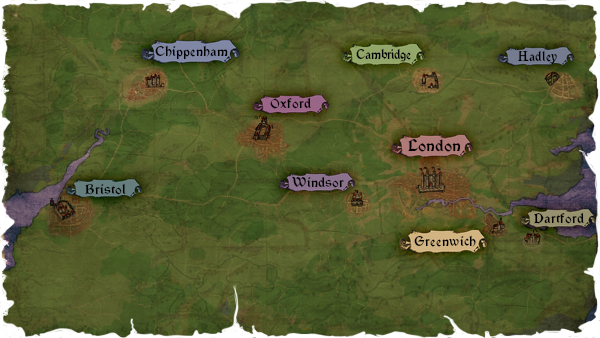 Chippenham
Cambridge
Hadley
Oxford
London
Bristol
Windsor
Dartford
Greenwich